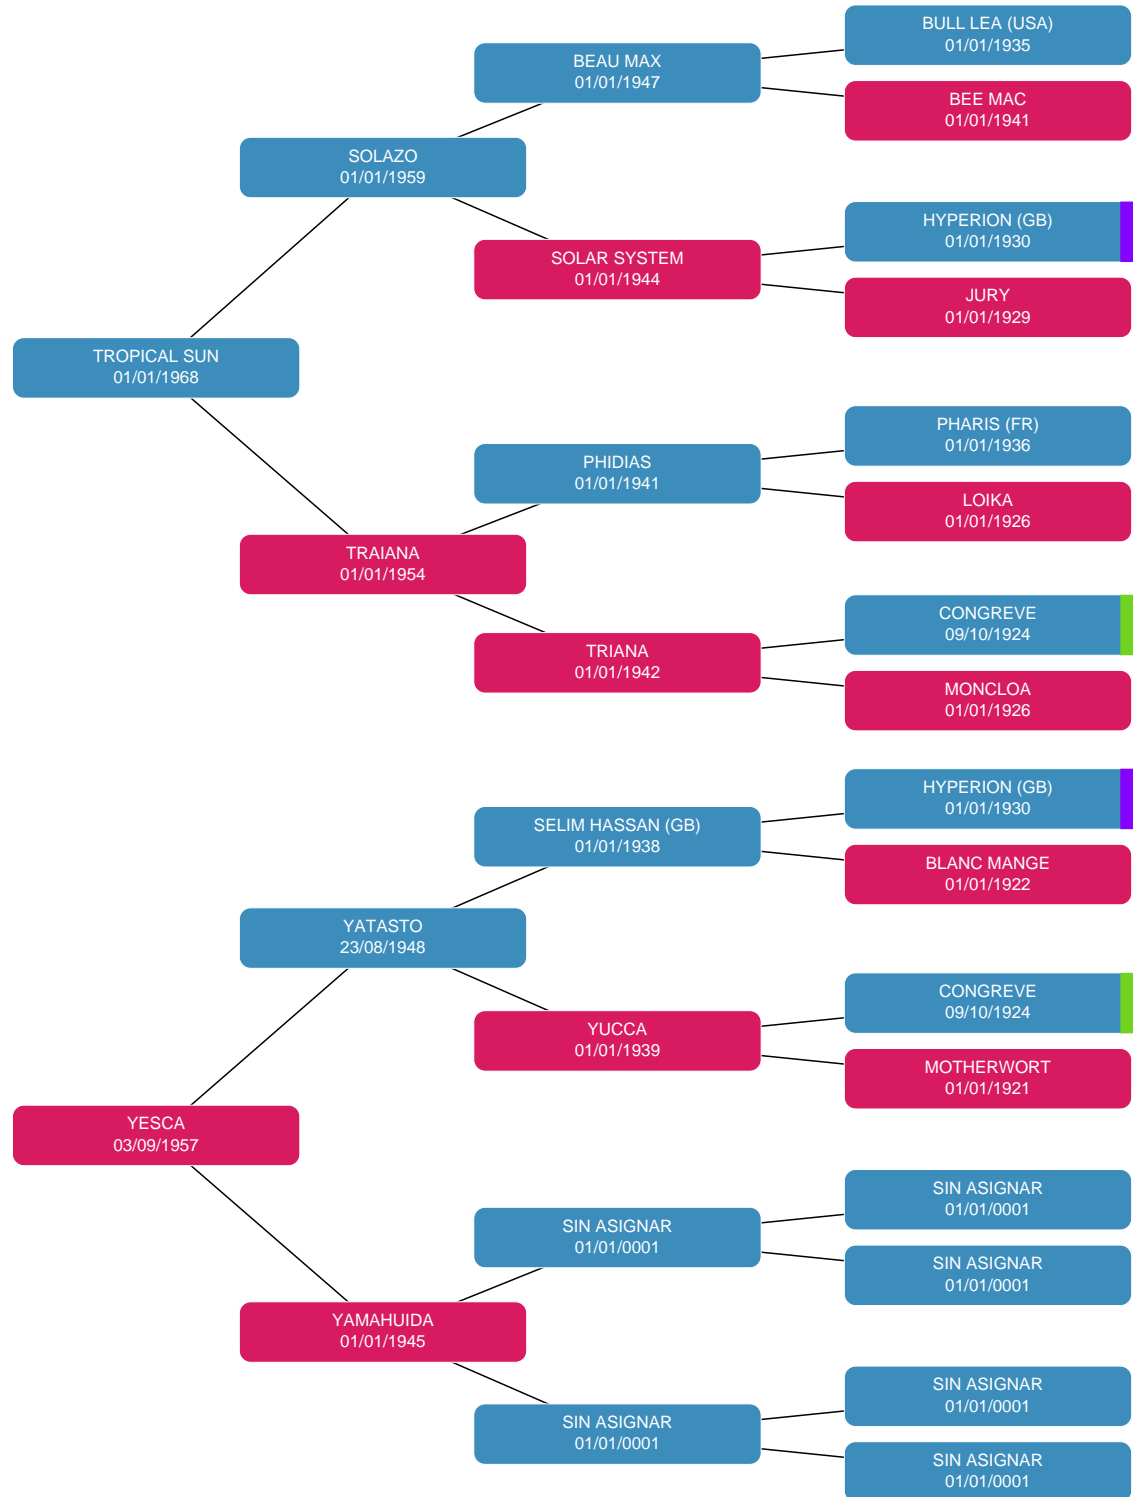 BULL LEA (USA)
01/01/1935
BEAU MAX
01/01/1947
BEE MAC
01/01/1941
SOLAZO
01/01/1959
HYPERION (GB)
01/01/1930
SOLAR SYSTEM
01/01/1944
JURY
01/01/1929
TROPICAL SUN
01/01/1968
PHARIS (FR)
01/01/1936
PHIDIAS
01/01/1941
LOIKA
01/01/1926
TRAIANA
01/01/1954
CONGREVE
09/10/1924
TRIANA
01/01/1942
MONCLOA
01/01/1926
HYPERION (GB)
01/01/1930
SELIM HASSAN (GB)
01/01/1938
BLANC MANGE
01/01/1922
YATASTO
23/08/1948
CONGREVE
09/10/1924
YUCCA
01/01/1939
MOTHERWORT
01/01/1921
YESCA
03/09/1957
SIN ASIGNAR
01/01/0001
SIN ASIGNAR
01/01/0001
SIN ASIGNAR
01/01/0001
YAMAHUIDA
01/01/1945
SIN ASIGNAR
01/01/0001
SIN ASIGNAR
01/01/0001
SIN ASIGNAR
01/01/0001